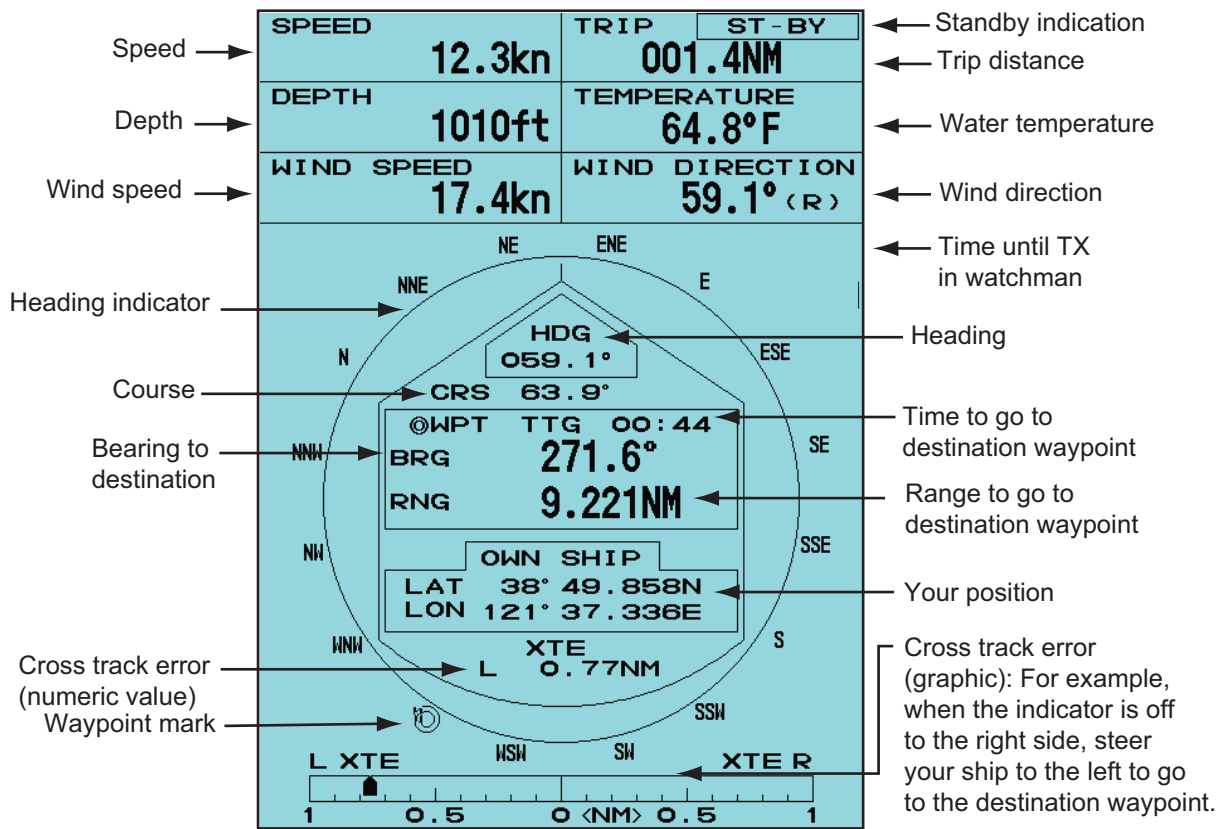 SPEED
12.3kn
TRIP
ST-BY
001.4NM
DEPTH
1010ft
TEMPERATURE
64.8°F
WIND SPEED
17.4kn
WIND DIRECTION
59.1° (R)
Speed
Depth
Wind speed
Heading indicator
Course
Bearing to
destination
Cross track error
(numeric value)
Waypoint mark
Standby indication
Trip distance
Water temperature
Wind direction
Time until TX
in watchman
Heading
Time to go to
destination waypoint
Range to go to
destination waypoint
Your position
Cross track error
(graphic): For example,
when the indicator is off
to the right side, steer
your ship to the left to go
to the destination waypoint.
NE
ENE
NNE
E
N
ESE
NNW
SE
NW
SSE
WNW
S
SSW
WSW
SW
HDG
059.1°
CRS 63.9°
◎WPT TTG 00:44
BRG 271.6°
RNG 9.221NM
OWN SHIP
LAT 38° 49.858N
LON 121° 37.336E
XTE
L 0.77NM
L XTE
XTE R
1 0.5 0 <NM> 0.5 1